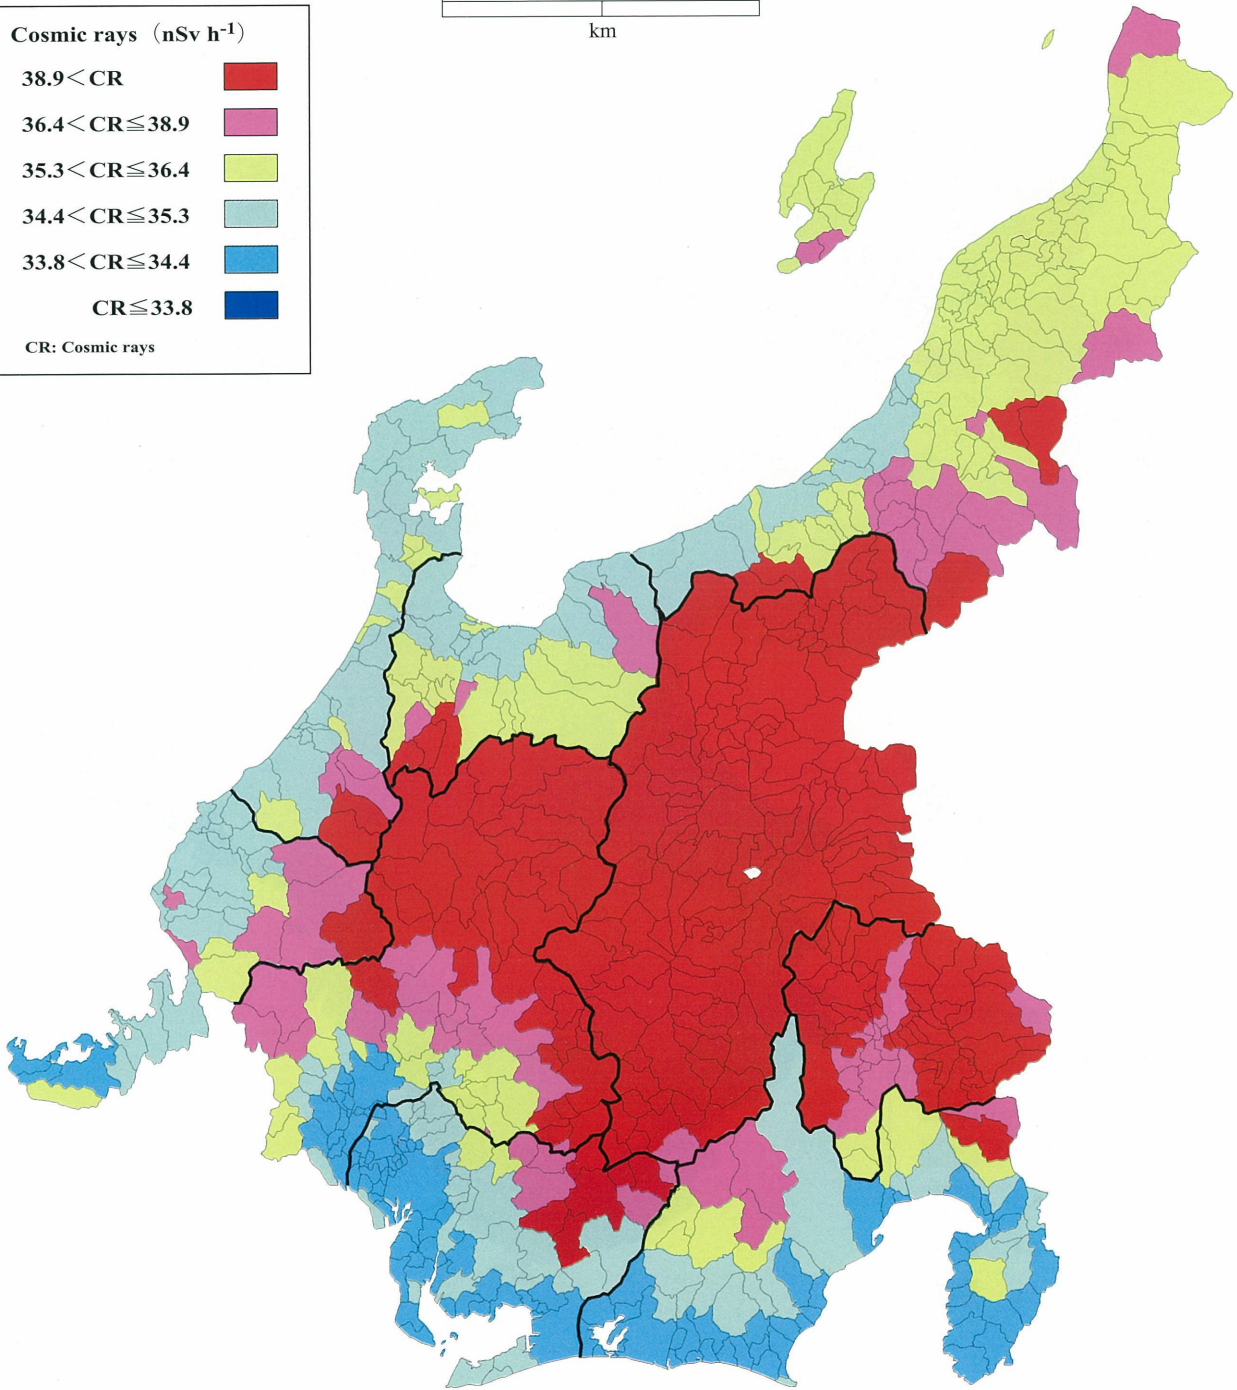 Cosmic rays (nSv h-1)
38.9<CR
36.4<CR≦38.9
35.3<CR≦36.4
34.4<CR≦35.3
33.8<CR≦34.4
CR≦33.8
CR: Cosmic rays
km